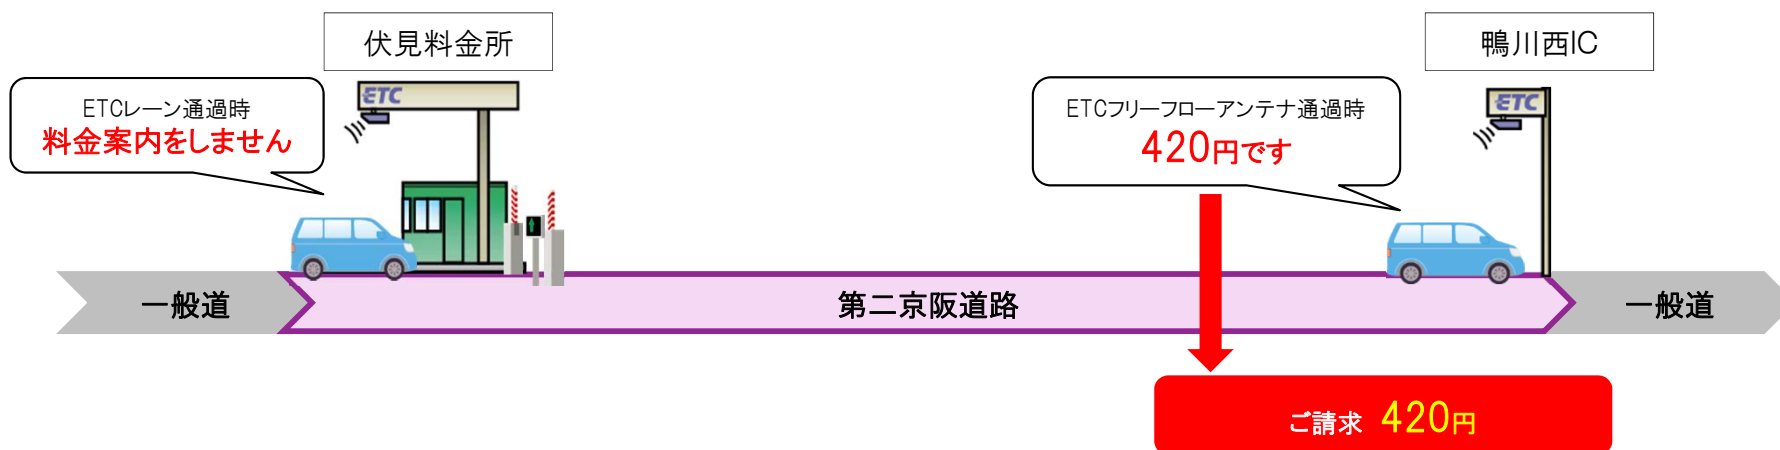 伏見料金所
鴨川西IC
ETCレーン通過時
料金案内をしません
ETC
ETCフリーフローアンテナ通過時
420円です
ETC
一般道
第二京阪道路
一般道
ご請求 420円